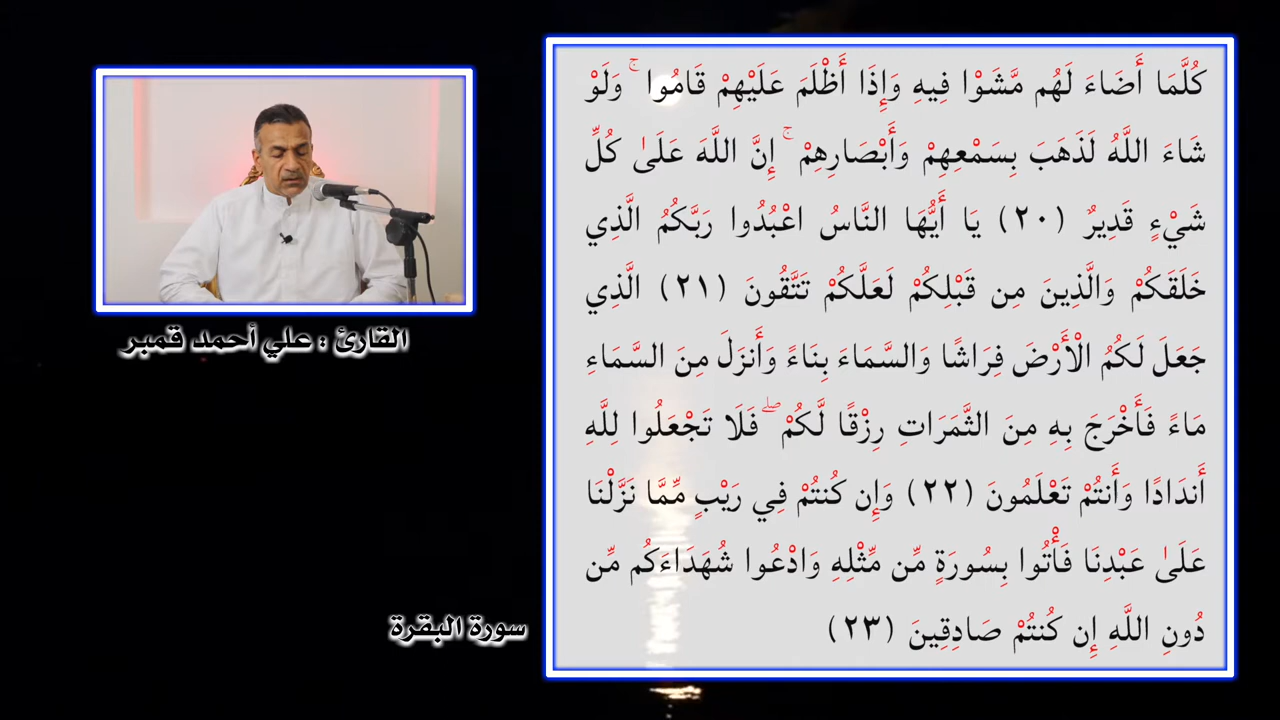 كُلَّمَا أَضَاءَ لَهُم مَّشَوْا فِيهِ وَإِذَا أَظْلَمَ عَلَيْهِمْ قَامُوا ۚ وَلَوْ
شَاءَ اللَّهُ لَذَهَبَ بِسَمْعِهِمْ وَأَبْصَارِهِمْ ۚ إِنَّ اللَّهَ عَلَىٰ كُلِّ
شَيْءٍ قَدِيرٌ (٢٠) يَا أَيُّهَا النَّاسُ اعْبُدُوا رَبَّكُمُ الَّذِي
خَلَقَكُمْ وَالَّذِينَ مِن قَبْلِكُمْ لَعَلَّكُمْ تَتَّقُونَ (٢١) الَّذِي
جَعَلَ لَكُمُ الْأَرْضَ فِرَاشًا وَالسَّمَاءَ بِنَاءً وَأَنزَلَ مِنَ السَّمَاءِ
مَاءً فَأَخْرَجَ بِهِ مِنَ الثَّمَرَاتِ رِزْقًا لَّكُمْ ۖ فَلَا تَجْعَلُوا لِلَّهِ
أَندَادًا وَأَنتُمْ تَعْلَمُونَ (٢٢) وَإِن كُنتُمْ فِي رَيْبٍ مِّمَّا نَزَّلْنَا
عَلَىٰ عَبْدِنَا فَأْتُوا بِسُورَةٍ مِّن مِّثْلِهِ وَادْعُوا شُهَدَاءَكُم مِّن
دُونِ اللَّهِ إِن كُنتُمْ صَادِقِينَ (٢٣)
القارئ : علي أحمد قمبر
سورة البقرة